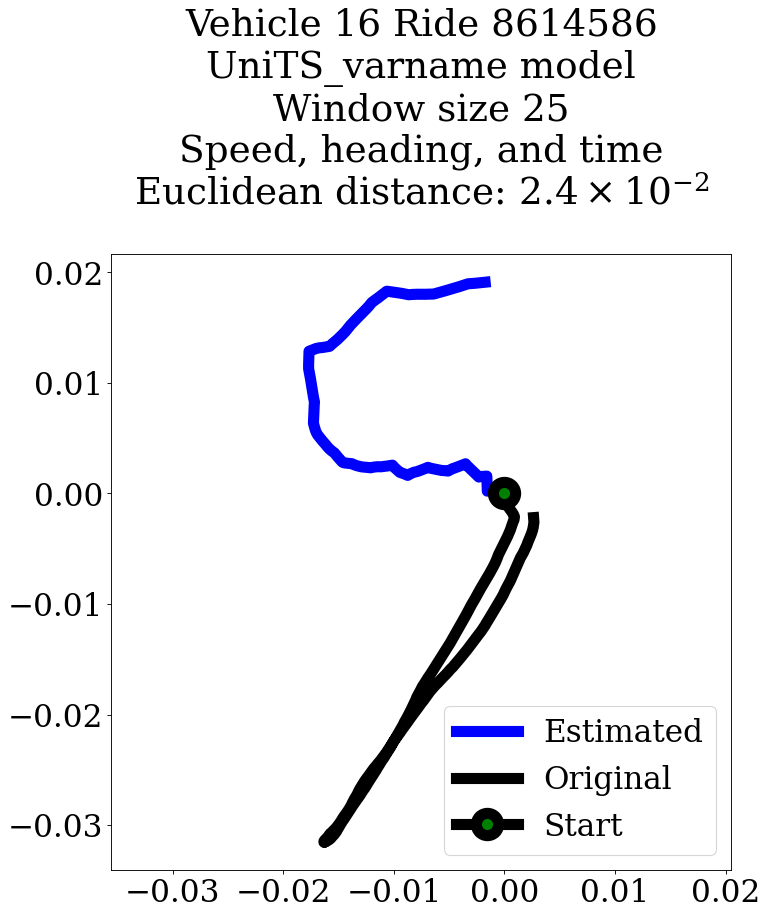 Vehicle 16 Ride 8614586
UniTS_varname model
Window size 25
Speed, heading, and time
Euclidean distance: 2.4 × 10⁻²
0.02
0.01
0.00
−0.01
−0.02
−0.03
Estimated
Original
Start
−0.03 −0.02 −0.01 0.00 0.01 0.02